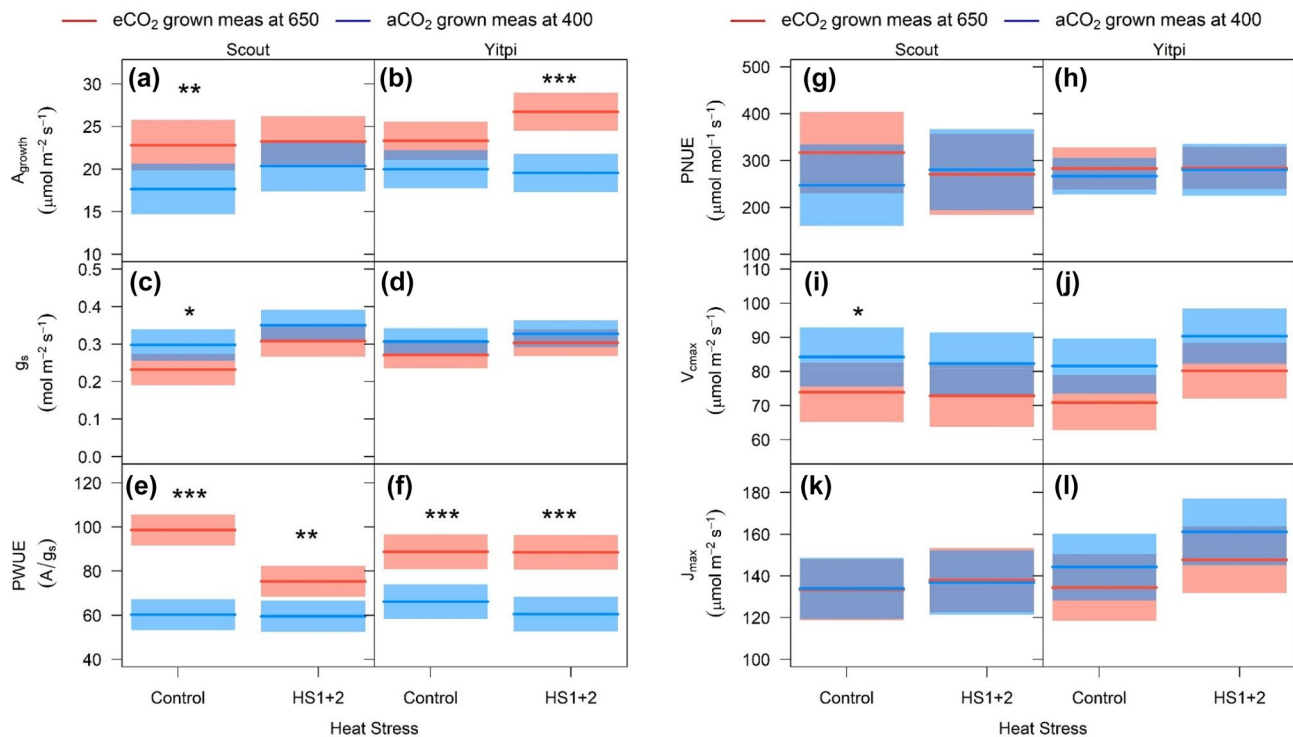 eCO₂ grown meas at 650 aCO₂ grown meas at 400
Scout Yitpi
(a) ** (b) ***
30
25
20
15
10
A_growth
(μmol m⁻² s⁻¹)
(c) * (d)
0.5
0.4
0.3
0.2
0.1
0.0
g_s
(mol m⁻² s⁻¹)
(e) *** ** (f) *** ***
120
100
80
60
40
PWUE
(A/g_s)
Control HS1+2 Control HS1+2
Heat Stress
eCO₂ grown meas at 650 aCO₂ grown meas at 400
Scout Yitpi
(g) (h)
500
400
300
200
100
PNUE
(μmol mol⁻¹ s⁻¹)
(i) * (j)
110
100
90
80
70
60
V_cmax
(μmol m⁻² s⁻¹)
(k) (l)
180
160
140
120
100
J_max
(μmol m⁻² s⁻¹)
Control HS1+2 Control HS1+2
Heat Stress